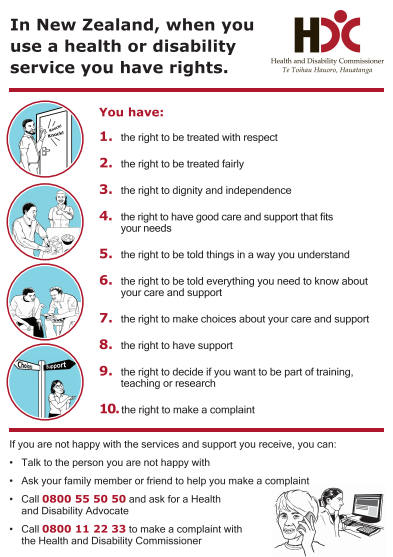 In New Zealand, when you
use a health or disability
service you have rights.
HDC
Health and Disability Commissioner
Te Toihau Hauora, Hauātanga
You have:
Knock!
Knock!
1. the right to be treated with respect
2. the right to be treated fairly
3. the right to dignity and independence
4. the right to have good care and support that fits
your needs
5. the right to be told things in a way you understand
6. the right to be told everything you need to know about
your care and support
7. the right to make choices about your care and support
8. the right to have support
Choice
Support
9. the right to decide if you want to be part of training,
teaching or research
10. the right to make a complaint
If you are not happy with the services and support you receive, you can:
• Talk to the person you are not happy with
• Ask your family member or friend to help you make a complaint
• Call 0800 55 50 50 and ask for a Health
and Disability Advocate
• Call 0800 11 22 33 to make a complaint with
the Health and Disability Commissioner